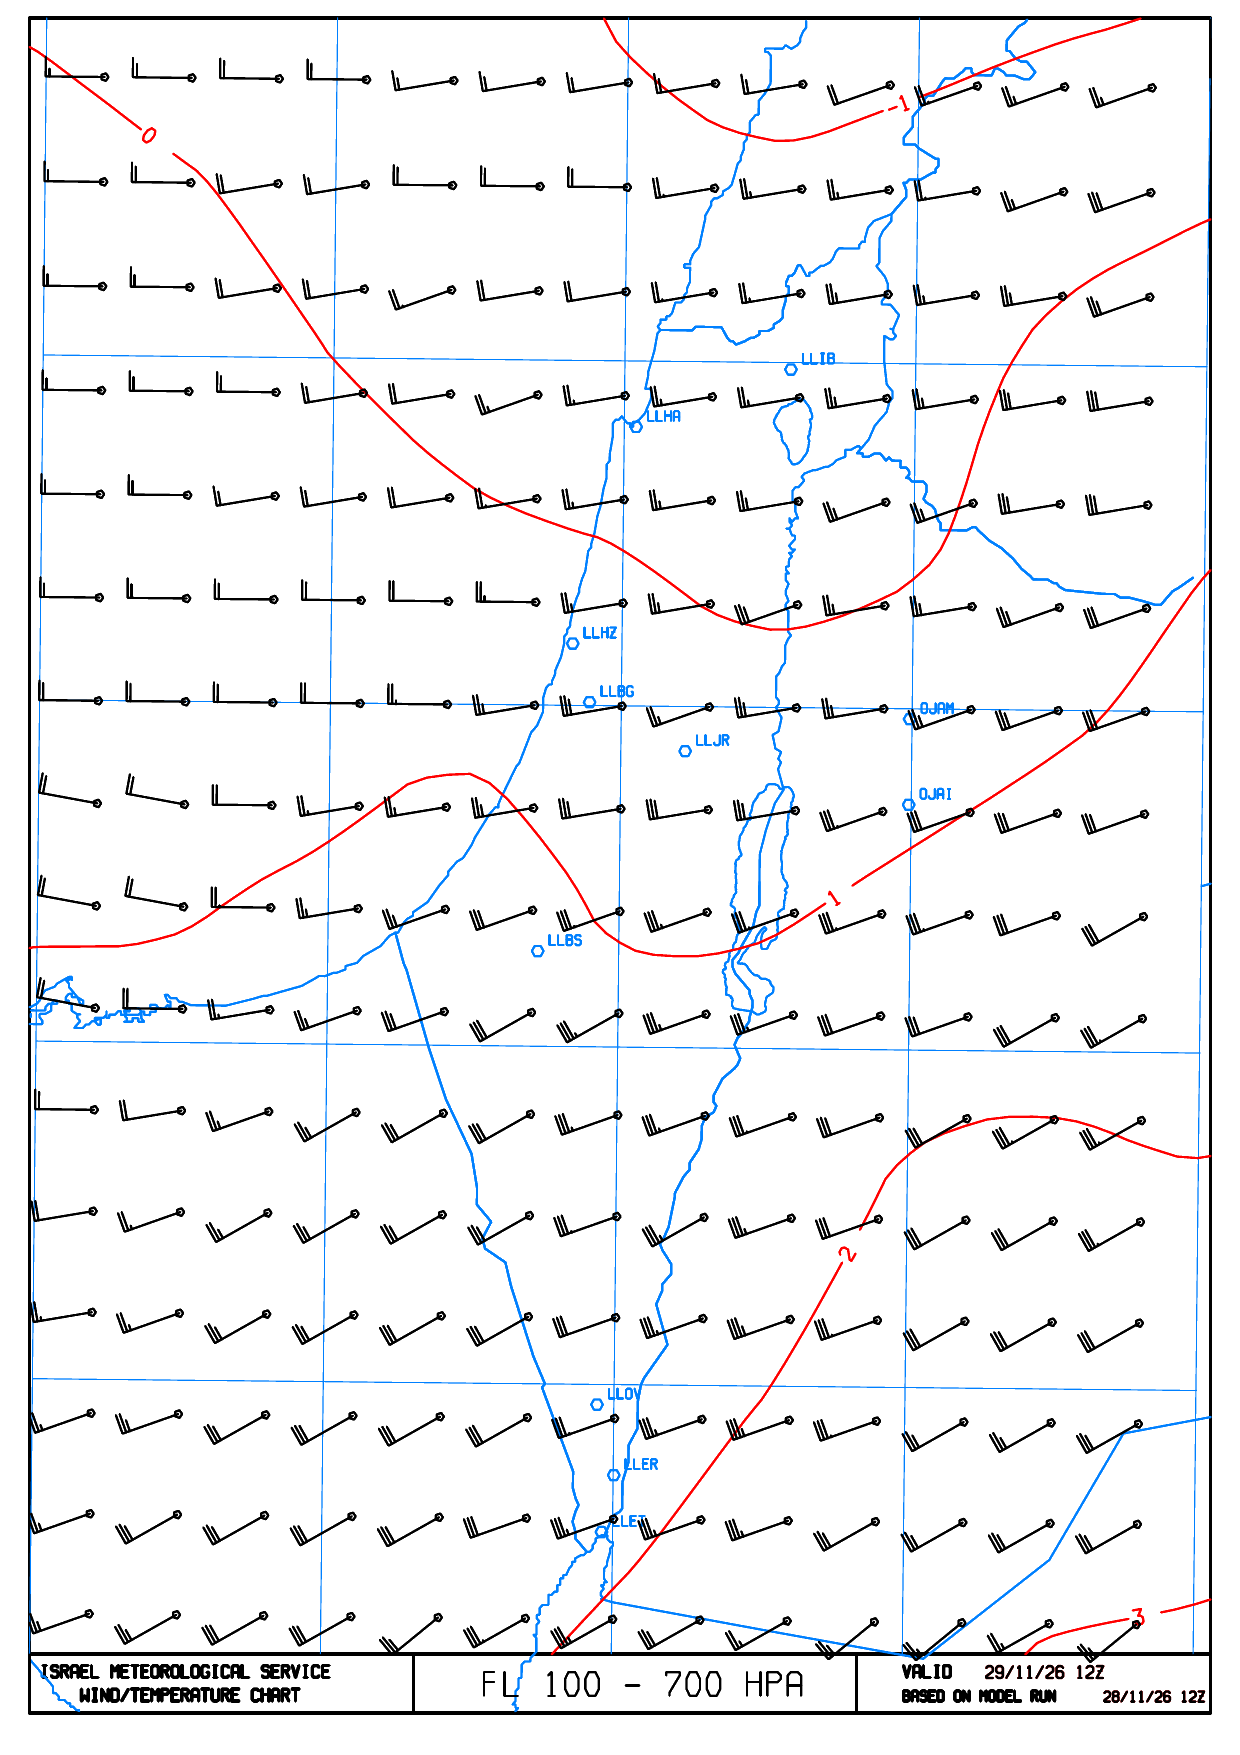 0
-1
LLIB
LLHA
LLHZ
LLBG
OJAM
LLJR
OJAI
1
LLBS
2
LLOV
LLER
LLET
3
ISRAEL METEOROLOGICAL SERVICE
WIND/TEMPERATURE CHART
FL 100 - 700 HPA
VALID 29/11/26 12Z
BASED ON MODEL RUN 28/11/26 12Z